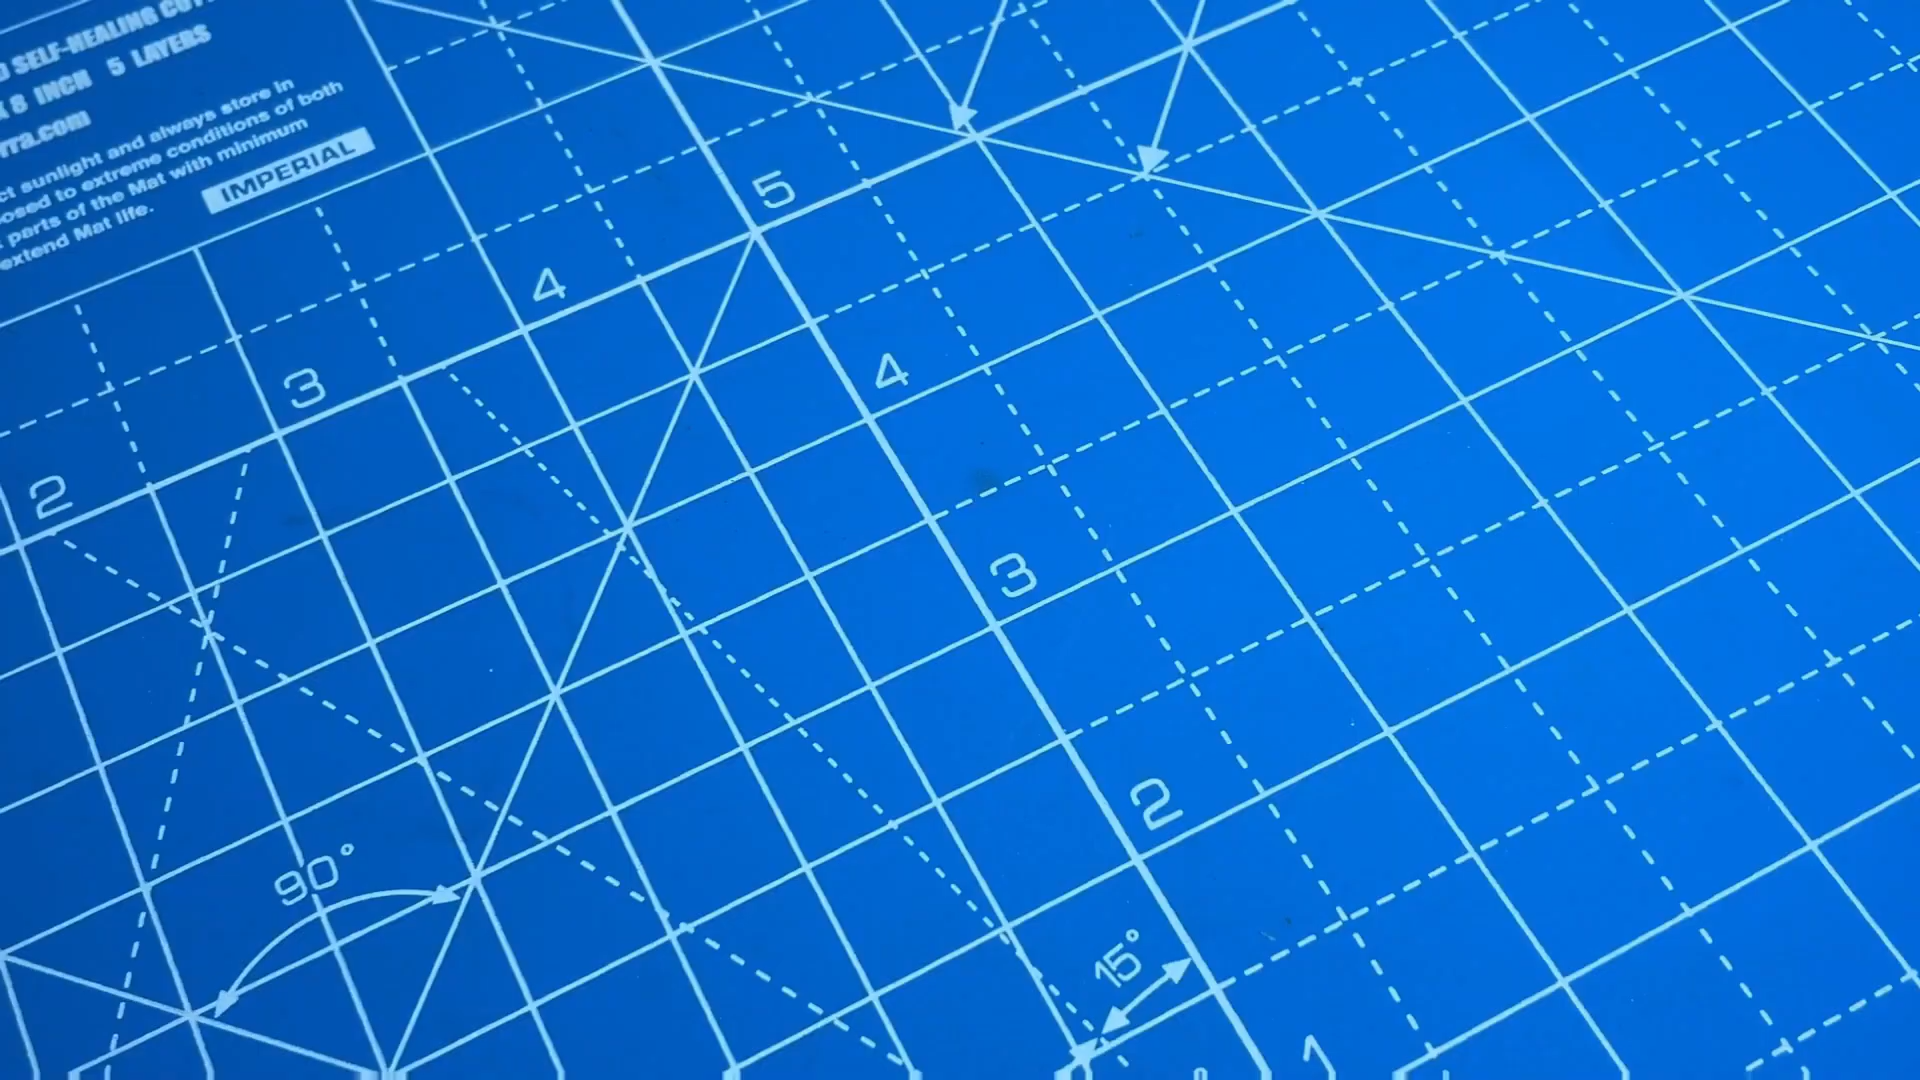 SELF-HEALING
8 INCH 5 LAYERS
rra.com
sunlight and always store in
to extreme conditions of both
parts of the Mat with minimum
extend Mat life.
IMPERIAL
5
4
3
2
4
3
2
1
90°
15°